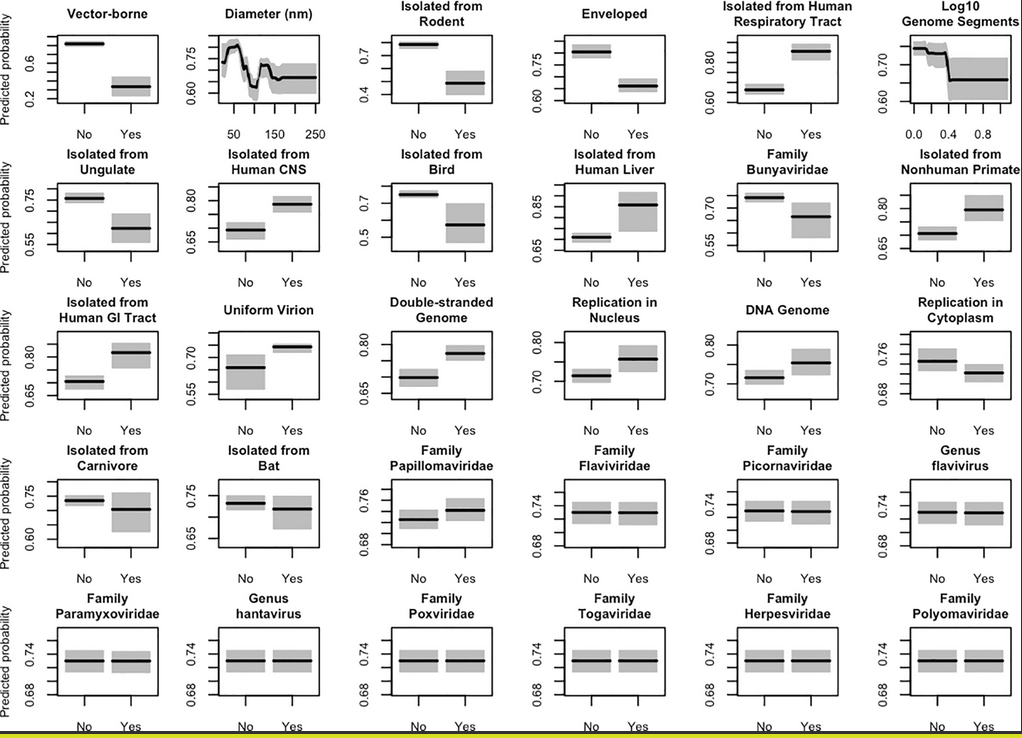 Predicted probability
Vector-borne
0.6
0.2
No Yes
Diameter (nm)
0.75
0.60
50 150 250
Isolated from
Rodent
0.7
0.4
No Yes
Enveloped
0.75
0.60
No Yes
Isolated from Human
Respiratory Tract
0.80
0.60
No Yes
Log10
Genome Segments
0.70
0.60
0.0 0.4 0.8
Predicted probability
Isolated from
Ungulate
0.75
0.55
No Yes
Isolated from
Human CNS
0.80
0.65
No Yes
Isolated from
Bird
0.7
0.5
No Yes
Isolated from
Human Liver
0.85
0.65
No Yes
Family
Bunyaviridae
0.70
0.55
No Yes
Isolated from
Nonhuman Primate
0.80
0.65
No Yes
Predicted probability
Isolated from
Human GI Tract
0.80
0.65
No Yes
Uniform Virion
0.70
0.55
No Yes
Double-stranded
Genome
0.80
0.65
No Yes
Replication in
Nucleus
0.80
0.70
No Yes
DNA Genome
0.80
0.70
No Yes
Replication in
Cytoplasm
0.76
0.68
No Yes
Predicted probability
Isolated from
Carnivore
0.75
0.60
No Yes
Isolated from
Bat
0.75
0.65
No Yes
Family
Papillomaviridae
0.76
0.68
No Yes
Family
Flaviviridae
0.74
0.68
No Yes
Family
Picornaviridae
0.74
0.68
No Yes
Genus
flavivirus
0.74
0.68
No Yes
Predicted probability
Family
Paramyxoviridae
0.74
0.68
No Yes
Genus
hantavirus
0.74
0.68
No Yes
Family
Poxviridae
0.74
0.68
No Yes
Family
Togaviridae
0.74
0.68
No Yes
Family
Herpesviridae
0.74
0.68
No Yes
Family
Polyomaviridae
0.74
0.68
No Yes